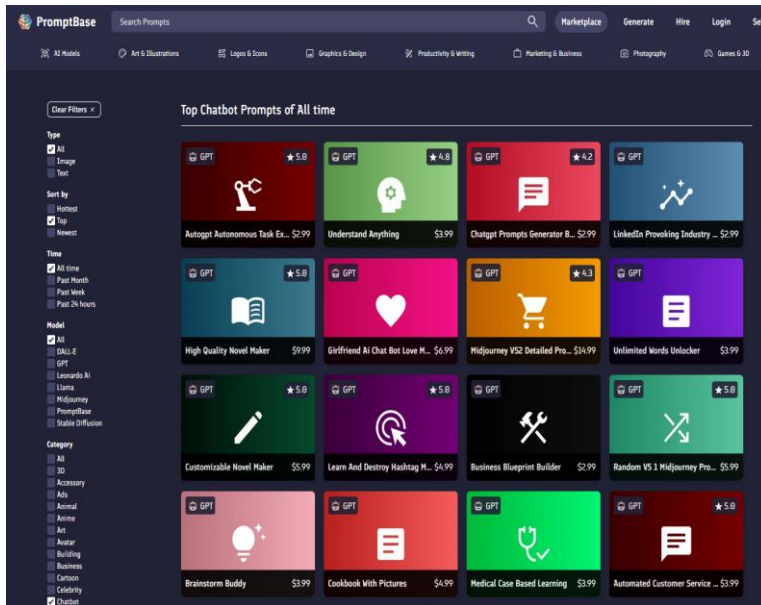 PromptBase
Search Prompts
Marketplace
Generate
Hire
Login
Se
AI Models
Art & Illustrations
Logos & Icons
Graphics & Design
Productivity & Writing
Marketing & Business
Photography
Games & 3D
Clear Filters ×
Type
All
Image
Text
Sort by
Hottest
Top
Newest
Time
All time
Past Month
Past Week
Past 24 hours
Model
All
DALL-E
GPT
Leonardo Ai
Llama
Midjourney
PromptBase
Stable Diffusion
Category
All
3D
Accessory
Ads
Animal
Anime
Art
Avatar
Building
Business
Cartoon
Celebrity
Chatbot
Top Chatbot Prompts of All time
GPT ★ 5.0
Autogpt Autonomous Task Ex... $2.99
GPT ★ 4.8
Understand Anything $3.99
GPT ★ 4.2
Chatgpt Prompts Generator B... $2.99
GPT
LinkedIn Provoking Industry ... $2.99
GPT ★ 5.0
High Quality Novel Maker $9.99
GPT
Girlfriend Ai Chat Bot Love M... $6.99
GPT ★ 4.3
Midjourney V52 Detailed Pro... $14.99
GPT
Unlimited Words Unlocker $3.99
GPT ★ 5.0
Customizable Novel Maker $5.99
GPT ★ 5.0
Learn And Destroy Hashtag M... $4.99
GPT
Business Blueprint Builder $2.99
GPT ★ 5.0
Random V5 1 Midjourney Pro... $5.99
GPT
Brainstorm Buddy $3.99
GPT
Cookbook With Pictures $4.99
GPT
Medical Case Based Learning $3.99
GPT ★ 5.0
Automated Customer Service ... $3.99